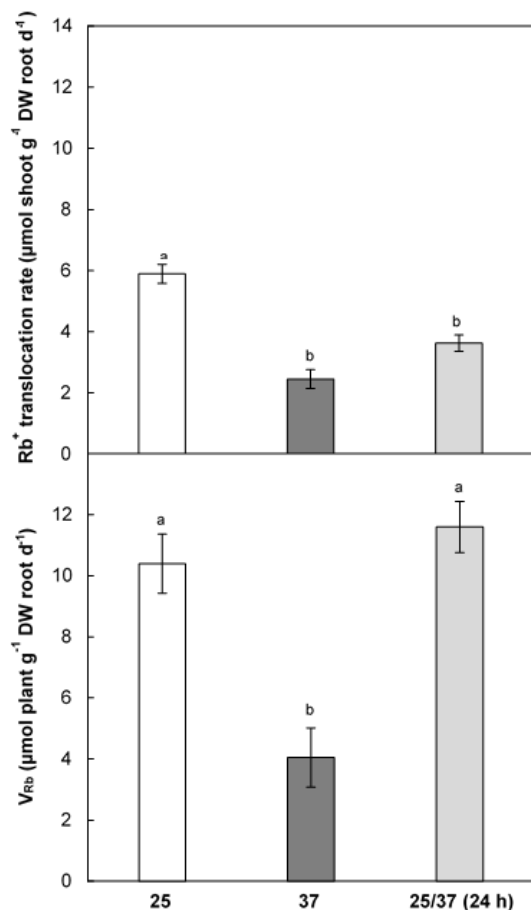 Rb⁺ translocation rate (µmol shoot g⁻¹ DW root d⁻¹)
14
12
10
8
6
4
2
0
a
b
b
V_Rb (µmol plant g⁻¹ DW root d⁻¹)
12
10
8
6
4
2
0
a
b
a
25 37 25/37 (24 h)